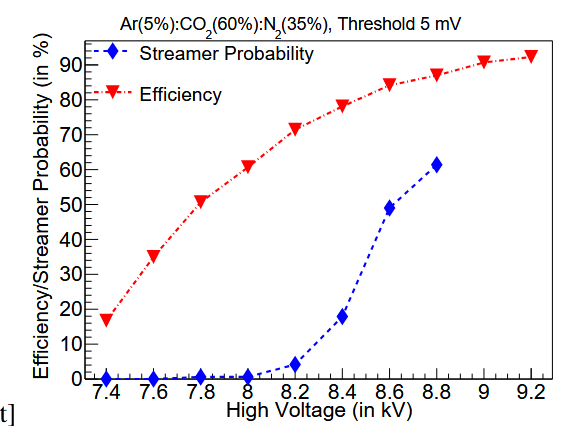 Ar(5%):CO2(60%):N2(35%), Threshold 5 mV
Streamer Probability
Efficiency
Efficiency/Streamer Probability (in %)
90
80
70
60
50
40
30
20
10
0
7.4 7.6 7.8 8 8.2 8.4 8.6 8.8 9 9.2
High Voltage (in kV)
t]